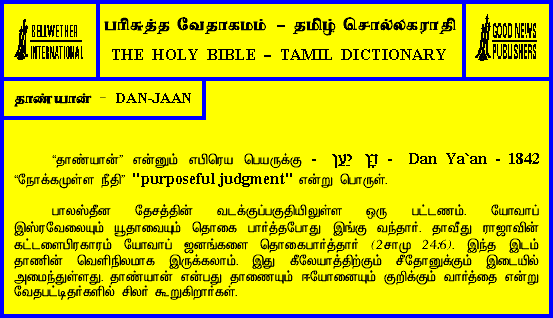 BELLWETHER
INTERNATIONAL
பரிசுத்த வேதாகமம் – தமிழ் சொல்லகராதி
THE HOLY BIBLE – TAMIL DICTIONARY
GOOD NEWS
PUBLISHERS
தாண்யான் – DAN-JAAN
“தாண்யான்” என்னும் எபிரெய பெயருக்கு - דָּן יַעַן - Dan Ya`an - 1842
“நோக்கமுள்ள நீதி” "purposeful judgment" என்று பொருள்.
பாலஸ்தீன தேசத்தின் வடக்குப்பகுதியிலுள்ள ஒரு பட்டணம். யோவாப்
இஸ்ரவேலையும் யூதாவையும் தொகை பார்த்தபோது இங்கு வந்தார். தாவீது ராஜாவின்
கட்டளைபிரகாரம் யோவாப் ஜனங்களை தொகைபார்த்தார் (2சாமு 24:6). இந்த இடம்
தாணின் வெளிநிலமாக இருக்கலாம். இது கீலேயாத்திற்கும் சீதோனுக்கும் இடையில்
அமைந்துள்ளது. தாண்யான் என்பது தாணையும் ஈயோனையும் குறிக்கும் வார்த்தை என்று
வேதபட்டிதர்களில் சிலர் கூறுகிறார்கள்.